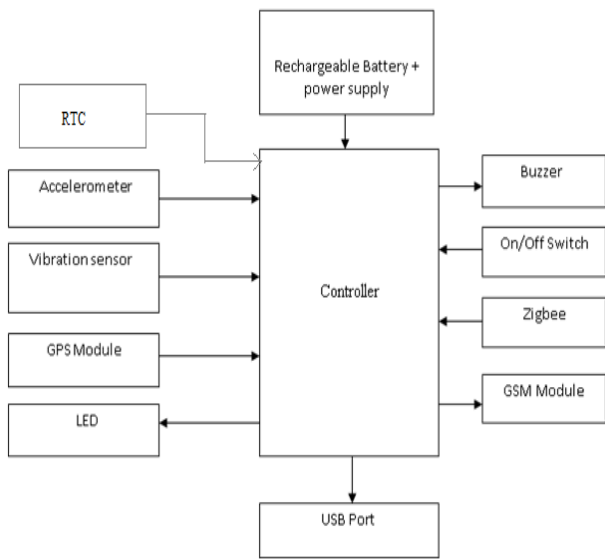 Rechargeable Battery +
power supply
RTC
Accelerometer
Vibration sensor
GPS Module
LED
Controller
Buzzer
On/Off Switch
Zigbee
GSM Module
USB Port